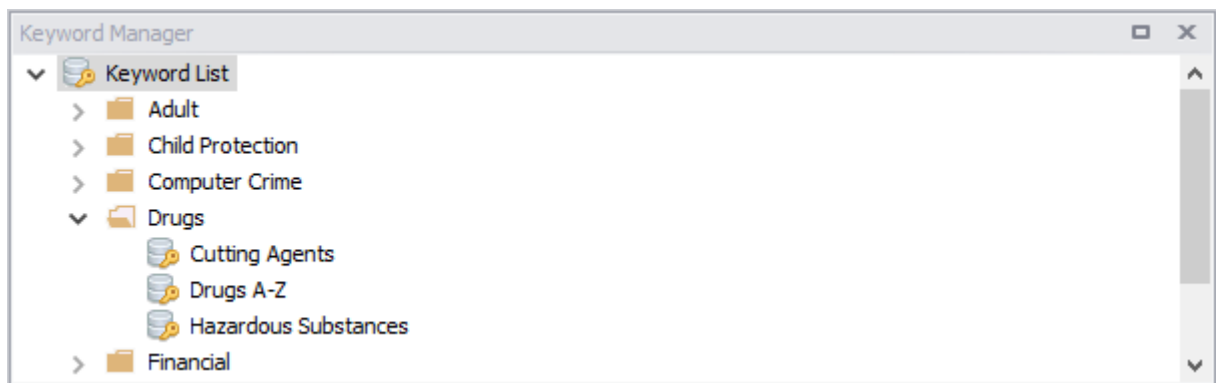 Keyword Manager
Keyword List
Adult
Child Protection
Computer Crime
Drugs
Cutting Agents
Drugs A-Z
Hazardous Substances
Financial